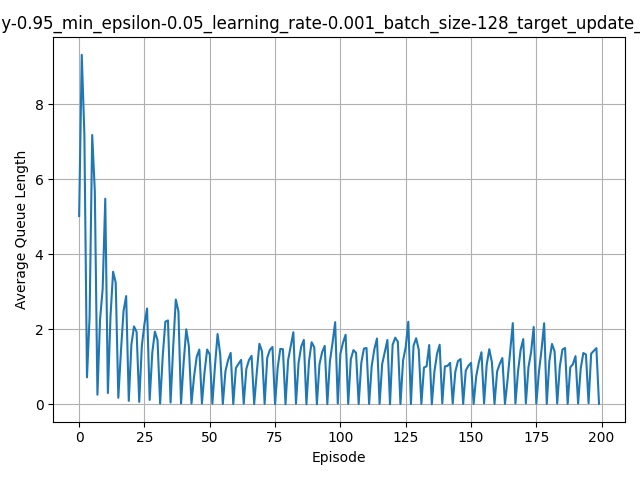 y-0.95_min_epsilon-0.05_learning_rate-0.001_batch_size-128_target_update_
Average Queue Length
8
6
4
2
0
0 25 50 75 100 125 150 175 200
Episode